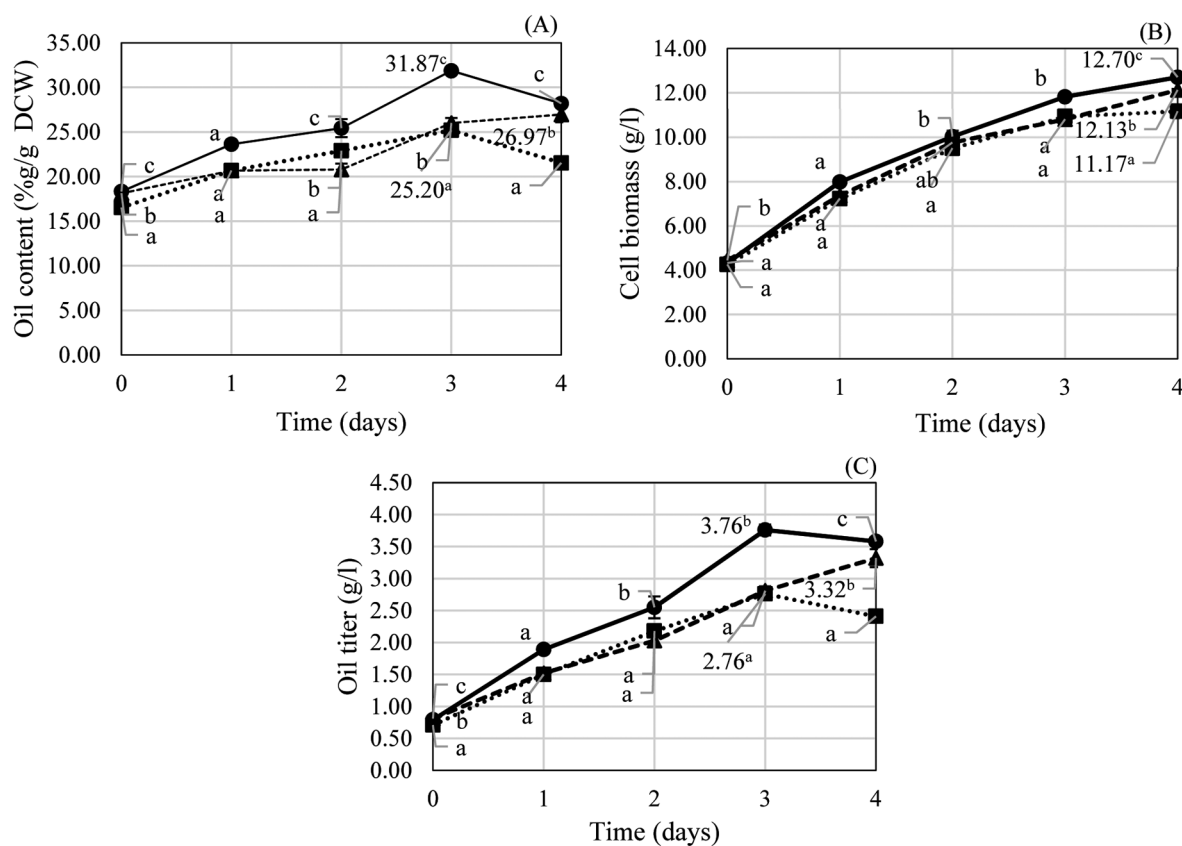 (A)
Oil content (%g/g DCW)
35.00
30.00
25.00
20.00
15.00
10.00
5.00
0.00
31.87c
c
c
a
c
26.97b
b
25.20a
a
b
a
a
a
b
a
0 1 2 3 4
Time (days)
(B)
Cell biomass (g/l)
14.00
12.00
10.00
8.00
6.00
4.00
2.00
0.00
12.70c
b
b
a
12.13b
11.17a
a
a
ab
a
a
a
b
a
a
0 1 2 3 4
Time (days)
(C)
Oil titer (g/l)
4.50
4.00
3.50
3.00
2.50
2.00
1.50
1.00
0.50
0.00
3.76b
c
b
a
3.32b
a
a
2.76a
a
a
a
a
c
b
a
0 1 2 3 4
Time (days)